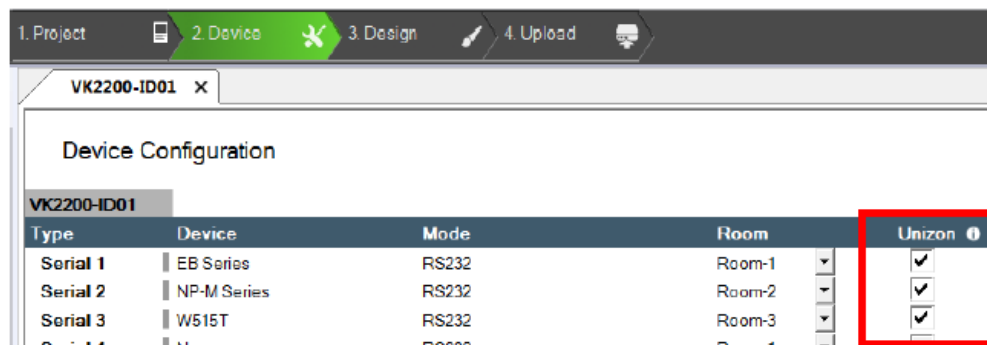 1. Project 2. Device 3. Design 4. Upload
VK2200-ID01 X
Device Configuration
VK2200-ID01
Type Device Mode Room Unizon
Serial 1 EB Series RS232 Room-1
Serial 2 NP-M Series RS232 Room-2
Serial 3 W515T RS232 Room-3